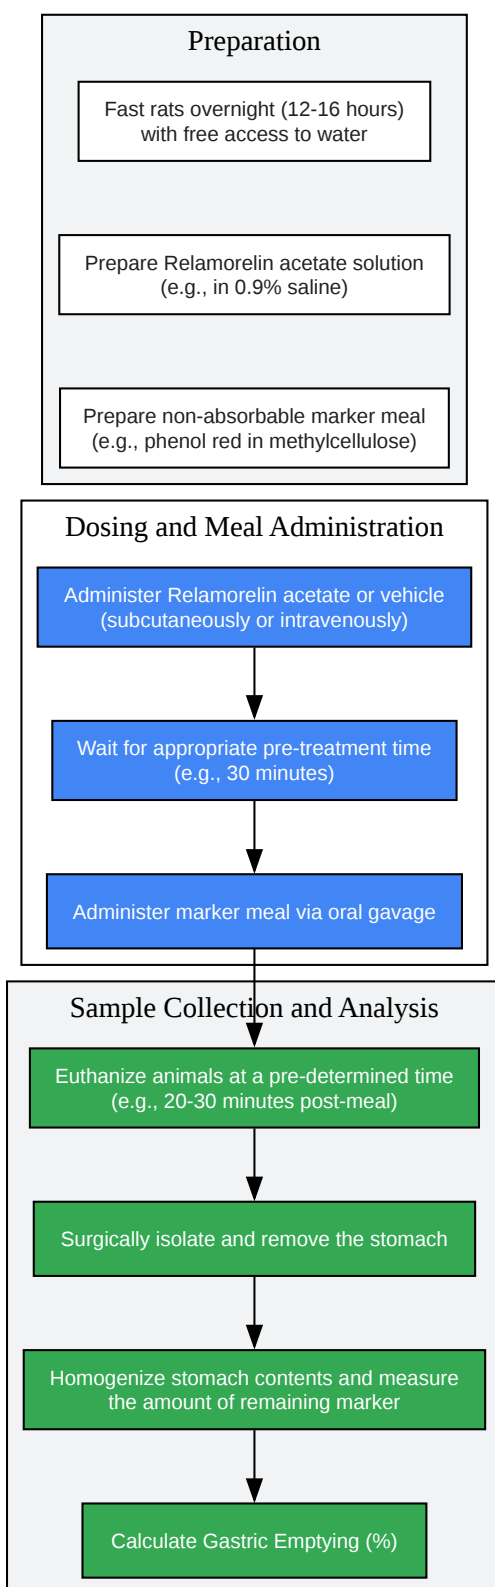 Preparation
Fast rats overnight (12-16 hours)
with free access to water
Prepare Relamorelin acetate solution
(e.g., in 0.9% saline)
Prepare non-absorbable marker meal
(e.g., phenol red in methylcellulose)
Dosing and Meal Administration
Administer Relamorelin acetate or vehicle
(subcutaneously or intravenously)
Wait for appropriate pre-treatment time
(e.g., 30 minutes)
Administer marker meal via oral gavage
Sample Collection and Analysis
Euthanize animals at a pre-determined time
(e.g., 20-30 minutes post-meal)
Surgically isolate and remove the stomach
Homogenize stomach contents and measure
the amount of remaining marker
Calculate Gastric Emptying (%)